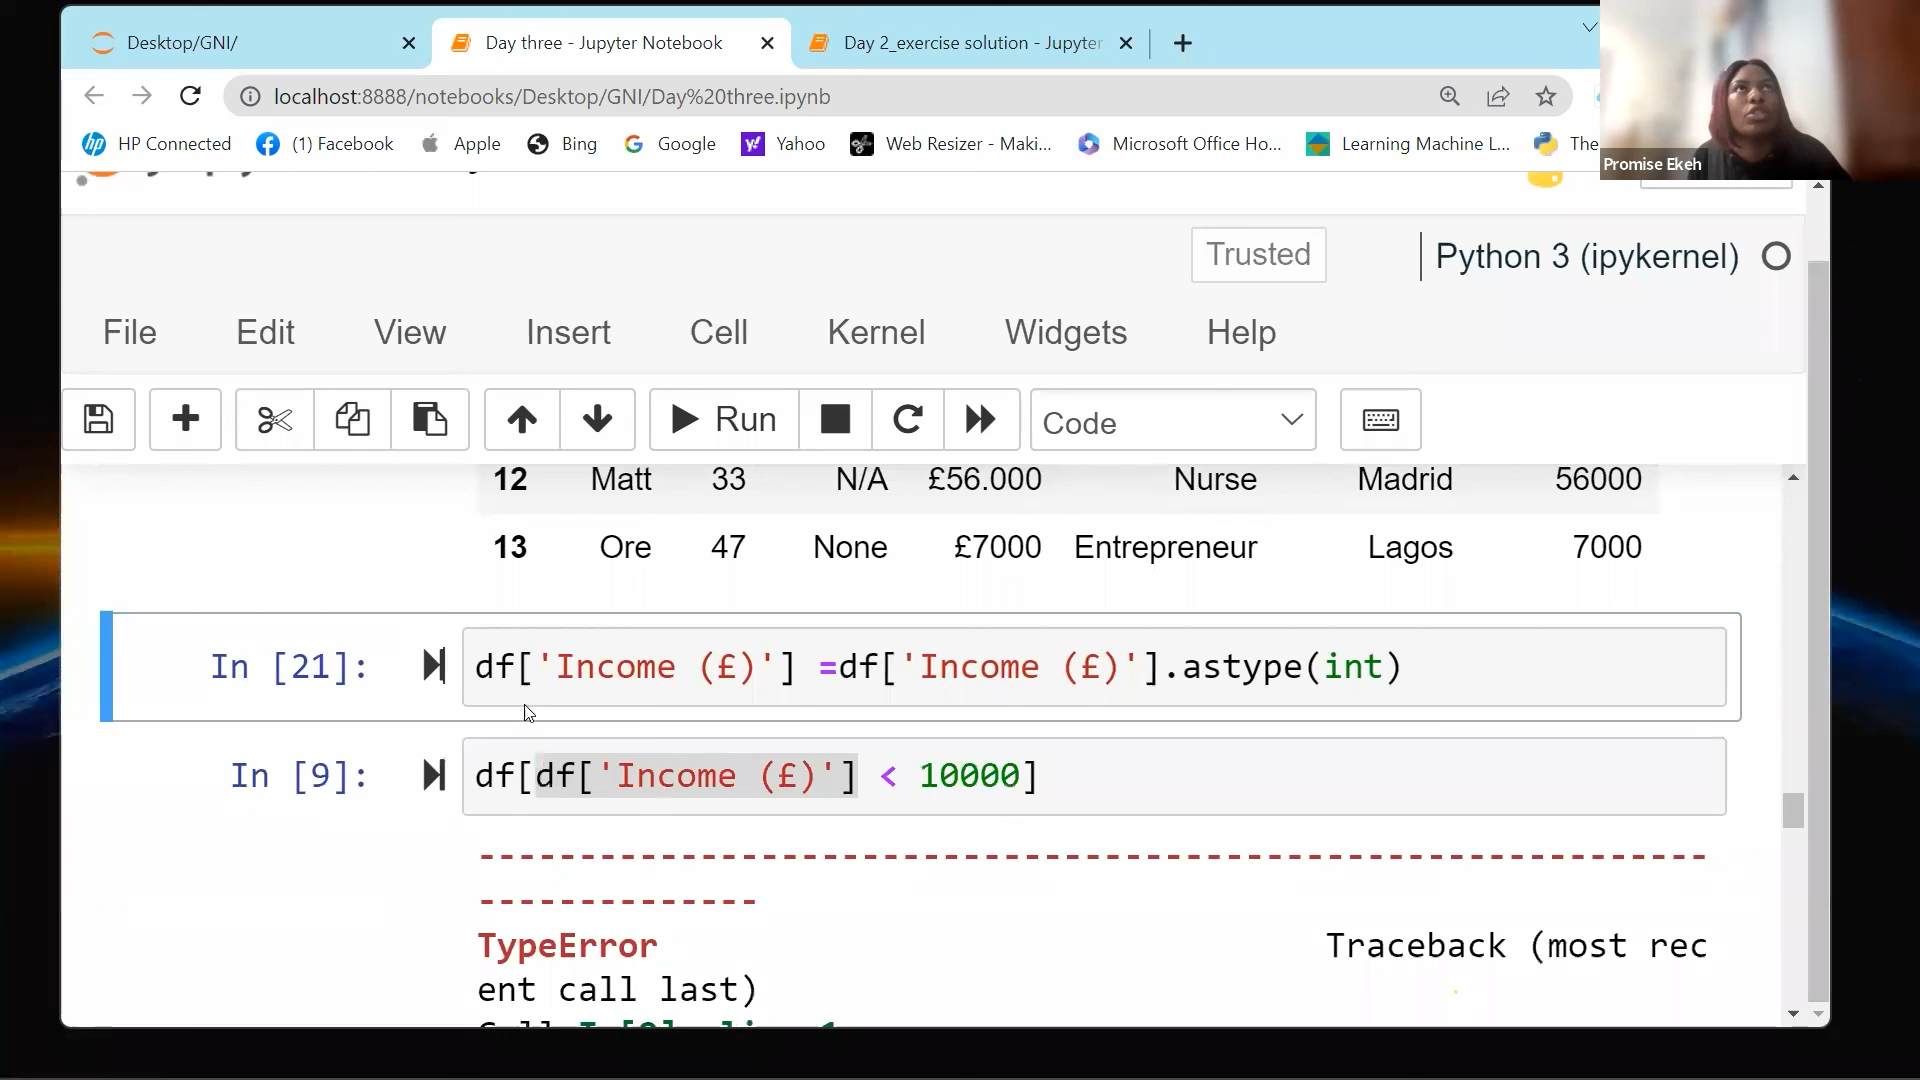 Desktop/GNI/
Day three - Jupyter Notebook
Day 2_exercise solution - Jupyter
localhost:8888/notebooks/Desktop/GNI/Day%20three.ipynb
HP Connected
(1) Facebook
Apple
Bing
Google
Yahoo
Web Resizer - Maki...
Microsoft Office Ho...
Learning Machine L...
The
Promise Ekeh
Trusted
Python 3 (ipykernel)
File Edit View Insert Cell Kernel Widgets Help
Run
Code
12 Matt 33 N/A £56.000 Nurse Madrid 56000
13 Ore 47 None £7000 Entrepreneur Lagos 7000
In [21]: df['Income (£)'] =df['Income (£)'].astype(int)
In [9]: df[df['Income (£)'] < 10000]
---------------------------------------------------------------
--------------
TypeError Traceback (most rec
ent call last)